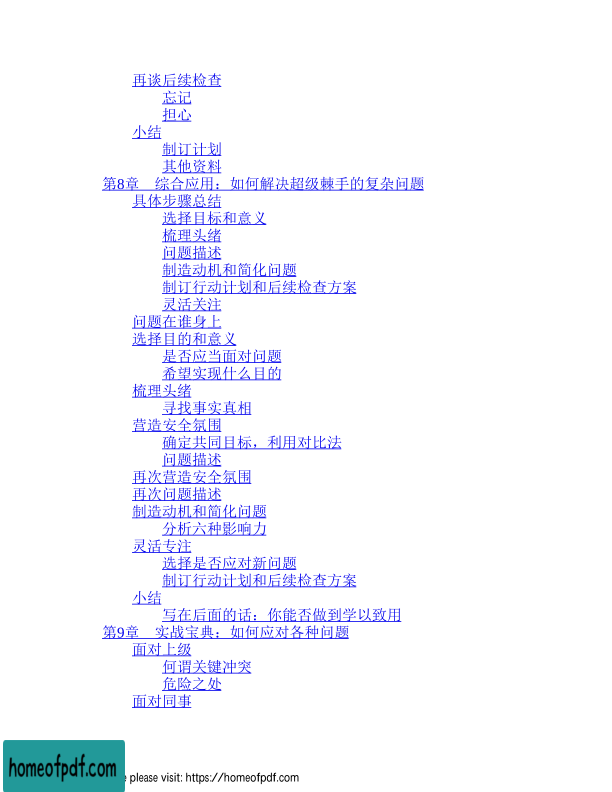 再谈后续检查
忘记
担心
小结
制订计划
其他资料
第8章　综合应用：如何解决超级棘手的复杂问题
具体步骤总结
选择目标和意义
梳理头绪
问题描述
制造动机和简化问题
制订行动计划和后续检查方案
灵活关注
问题在谁身上
选择目的和意义
是否应当面对问题
希望实现什么目的
梳理头绪
寻找事实真相
营造安全氛围
确定共同目标，利用对比法
问题描述
再次营造安全氛围
再次问题描述
制造动机和简化问题
分析六种影响力
灵活专注
选择是否应对新问题
制订行动计划和后续检查方案
小结
写在后面的话：你能否做到学以致用
第9章　实战宝典：如何应对各种问题
面对上级
何谓关键冲突
危险之处
面对同事
homeofpdf.com
e please visit: https://homeofpdf.com